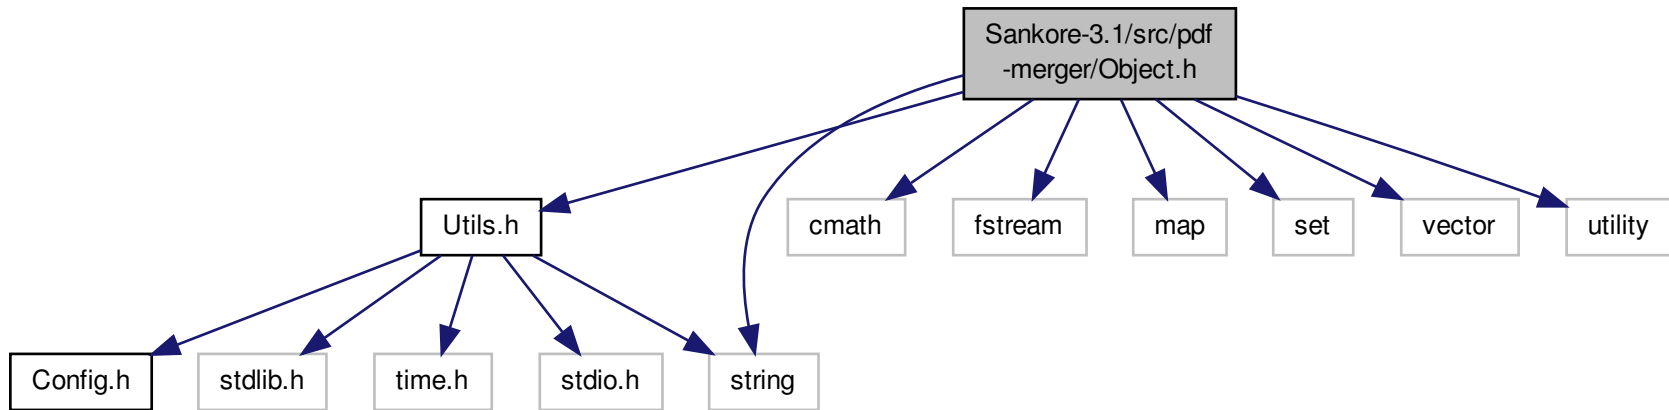 Sankore-3.1/src/pdf
-merger/Object.h
Utils.h
cmath
fstream
map
set
vector
utility
Config.h
stdlib.h
time.h
stdio.h
string